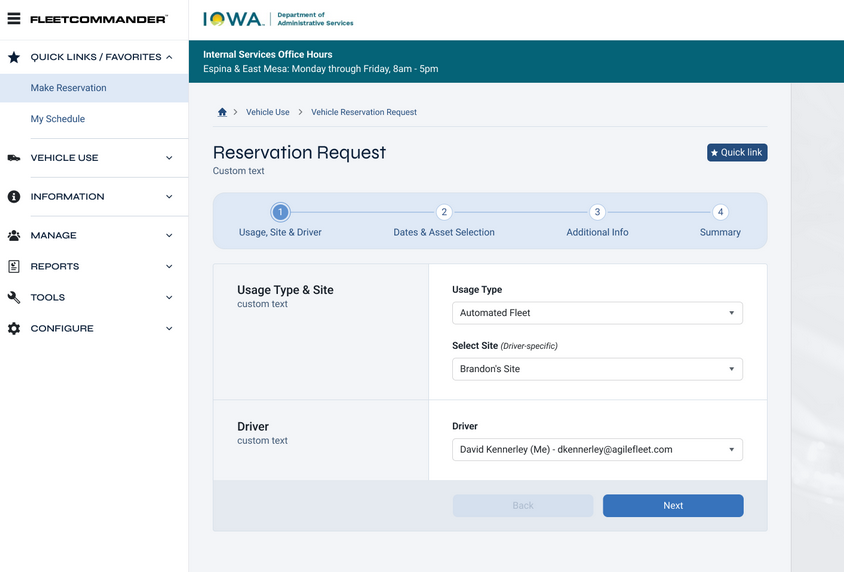 FLEETCOMMANDER
IOWA
Department of
Administrative Services
QUICK LINKS / FAVORITES
Make Reservation
My Schedule
VEHICLE USE
INFORMATION
MANAGE
REPORTS
TOOLS
CONFIGURE
Internal Services Office Hours
Espina & East Mesa: Monday through Friday, 8am - 5pm
Vehicle Use
Vehicle Reservation Request
Reservation Request
Quick link
Custom text
1
2
3
4
Usage, Site & Driver
Dates & Asset Selection
Additional Info
Summary
Usage Type & Site
custom text
Usage Type
Automated Fleet
Select Site (Driver-specific)
Brandon's Site
Driver
custom text
Driver
David Kennerley (Me) - dkennerley@agilefleet.com
Back
Next